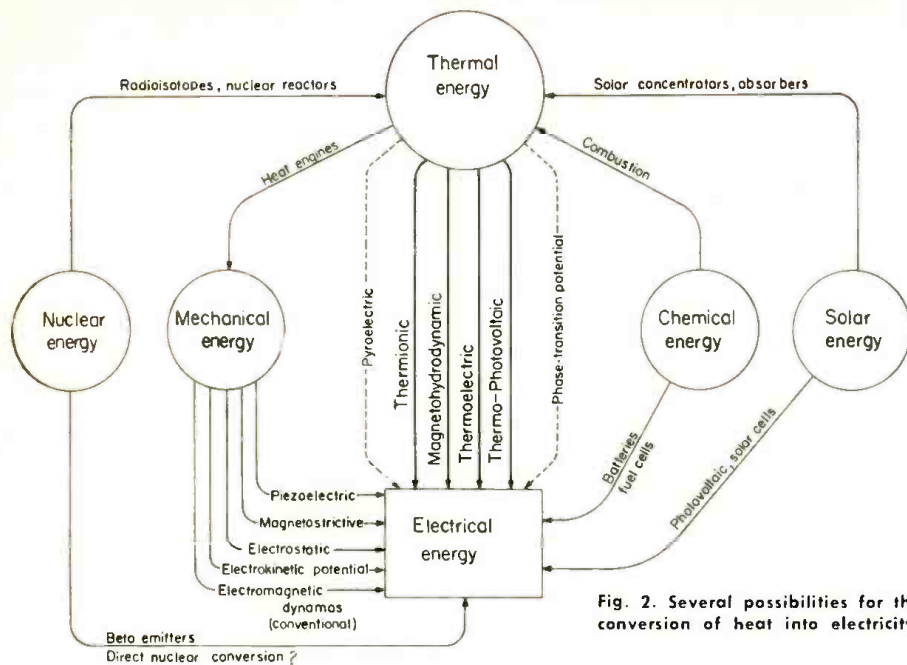 Thermal
energy
Radioisotopes, nuclear reactors
Solar concentrators, absorbers
Heat engines
Combustion
Pyroelectric
Thermionic
Magnetohydrodynamic
Thermoelectric
Thermo-Photovoltaic
Phase-transition potential
Nuclear
energy
Mechanical
energy
Chemical
energy
Solar
energy
Batteries
fuel cells
Photovoltaic, solar cells
Piezoelectric
Magnetostrictive
Electrostatic
Electrokinetic potential
Electromagnetic
dynamos
(conventional)
Electrical
energy
Beta emitters
Direct nuclear conversion?
Fig. 2. Several possibilities for th
conversion of heat into electricity